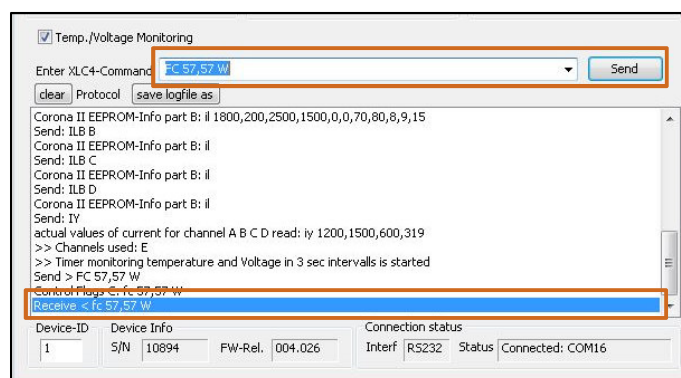 Temp./Voltage Monitoring
Enter XLC4-Command FC 57,57 W Send
clear Protocol save logfile as
Corona II EEPROM-Info part B: il 1800,200,2500,1500,0,0,70,80,8,9,15
Send: ILB B
Corona II EEPROM-Info part B: il
Send: ILB C
Corona II EEPROM-Info part B: il
Send: ILB D
Corona II EEPROM-Info part B: il
Send: IY
actual values of current for channel A B C D read: iy 1200,1500,600,319
>> Channels used: E
>> Timer monitoring temperature and Voltage in 3 sec intervalls is started
Send > FC 57,57 W
Control Flags C: fc 57,57 W
Receive < fc 57,57 W
Device-ID Device Info Connection status
1 S/N 10894 FW-Rel. 004.026 Interf RS232 Status Connected: COM16